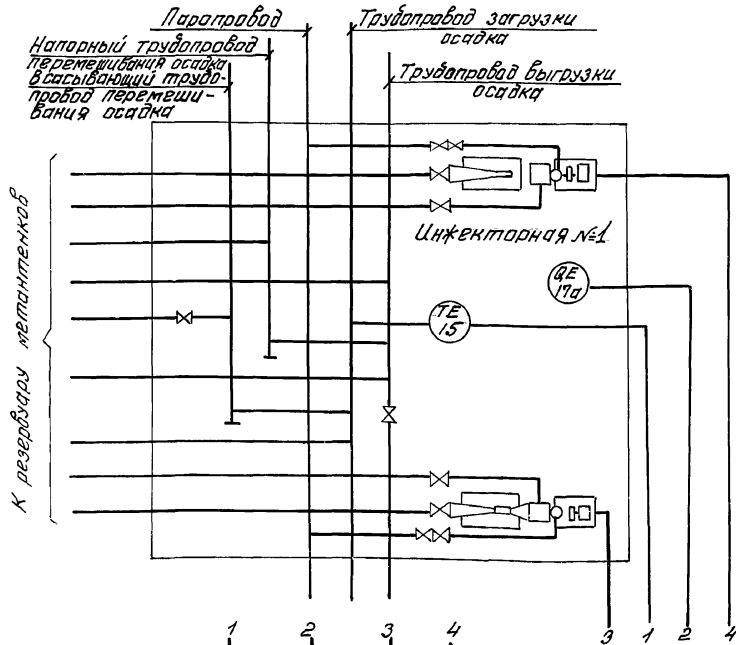 Паропровод
Трубопровод загрузки
осадка
Напорный трубопровод
перемешивания осадка
Всасывающий трубо-
провод перемеши-
вания осадка
Трубопровод выгрузки
осадка
К резервуару метантенков
Инжекторная №1
QE
17а
TE
15
3 1 2 4
1 2 3 4